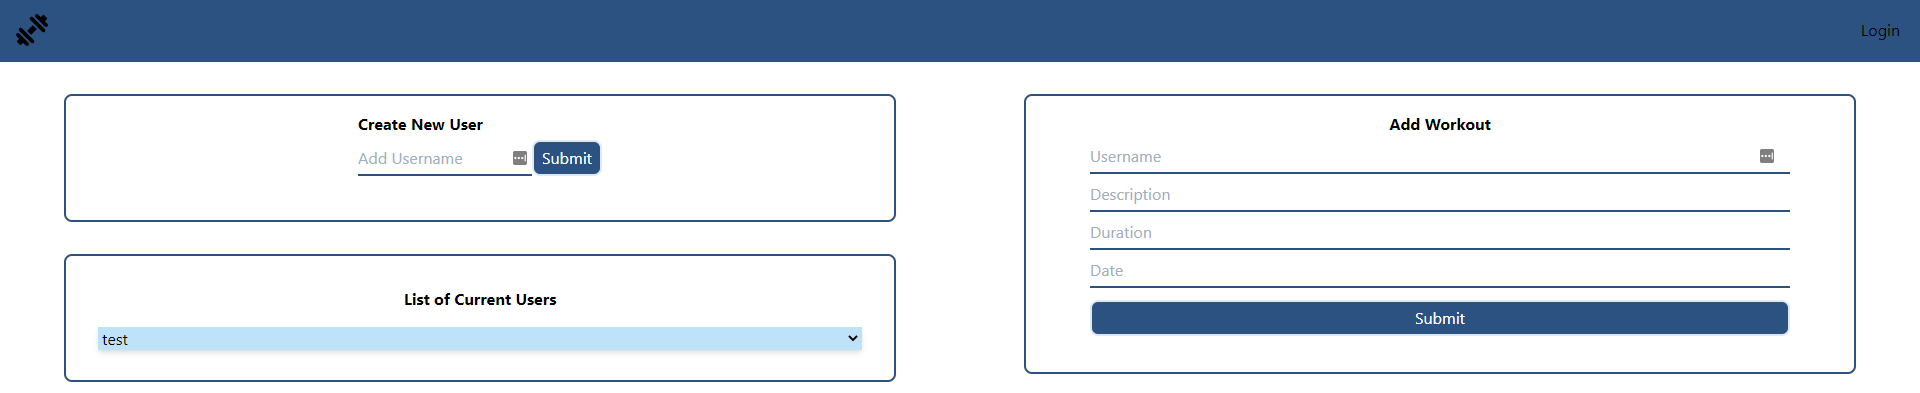 Login
Create New User
Add Username
Submit
List of Current Users
test
Add Workout
Username
Description
Duration
Date
Submit